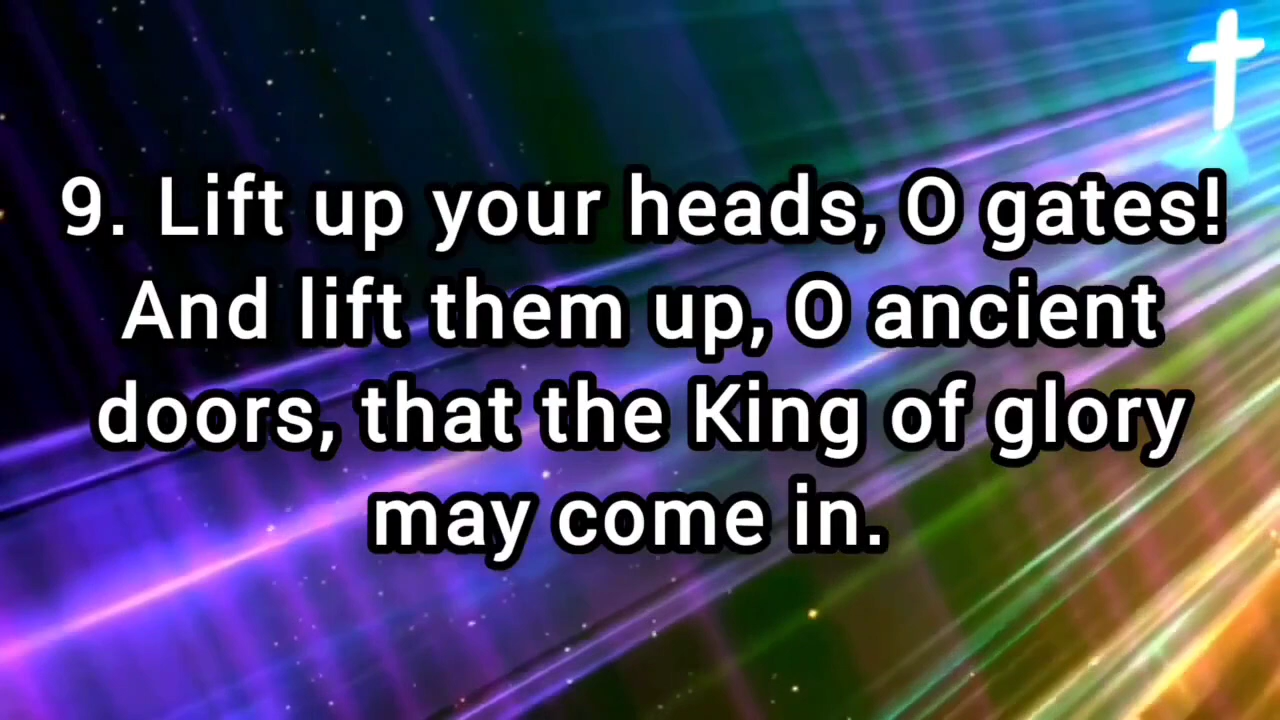 9. Lift up your heads, O gates!
And lift them up, O ancient
doors, that the King of glory
may come in.